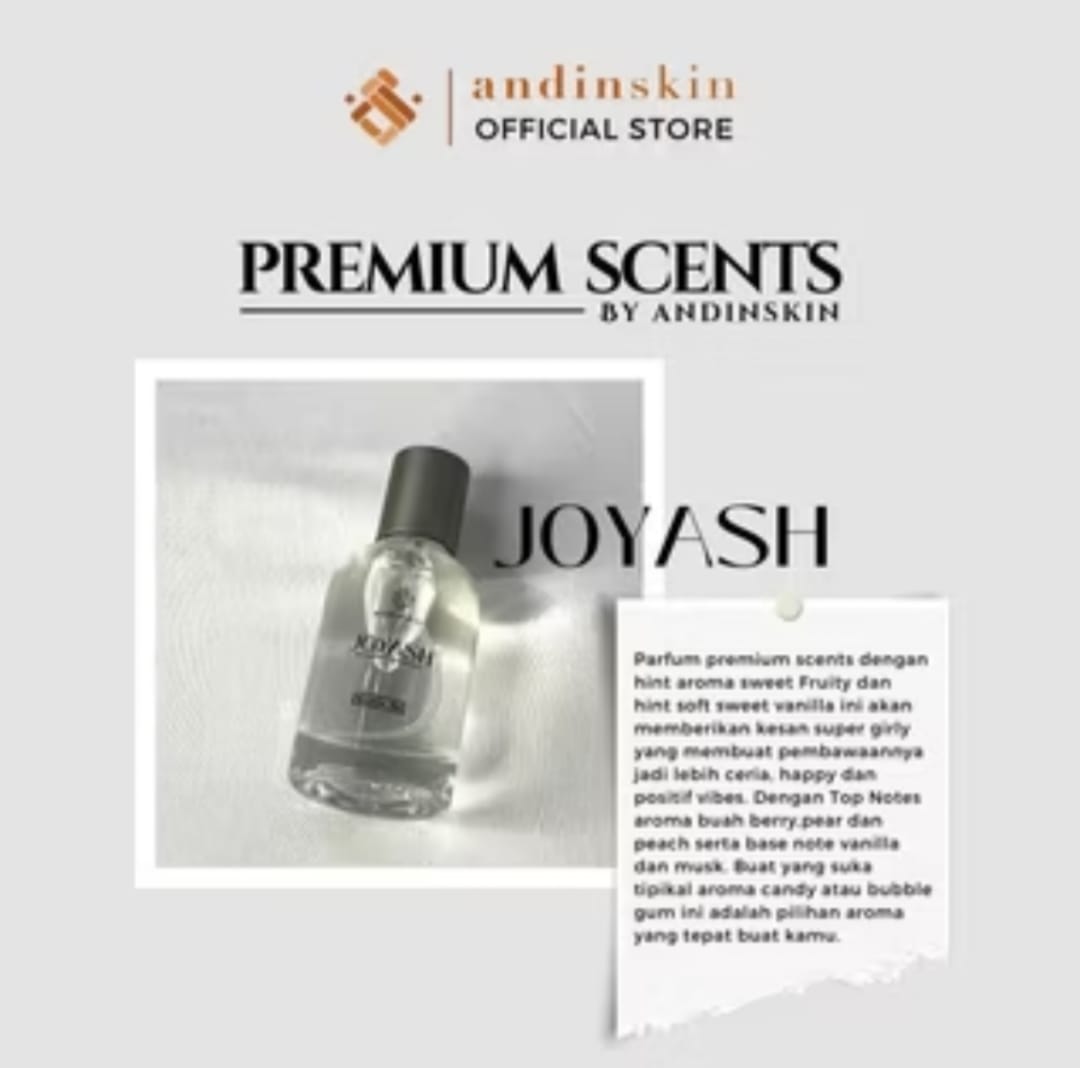 andinskin
OFFICIAL STORE
PREMIUM SCENTS
BY ANDINSKIN
JOYASH
JOYASH
Parfum premium scents dengan
hint aroma sweet Fruity dan
hint soft sweet vanilla ini akan
memberikan kesan super girly
yang membuat pembawaannya
jadi lebih ceria, happy dan
positif vibes. Dengan Top Notes
aroma buah berry,pear dan
peach serta base note vanilla
dan musk. Buat yang suka
tipikal aroma candy atau bubble
gum ini adalah pilihan aroma
yang tepat buat kamu.